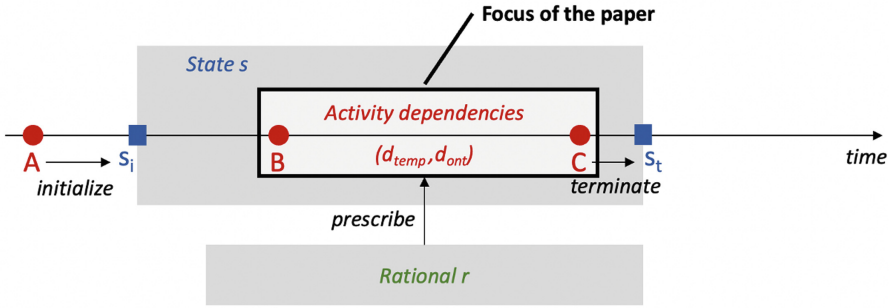 Focus of the paper
State s
Activity dependencies
A
initialize
si
B
(dtemp,dont)
C
terminate
st
time
prescribe
Rational r